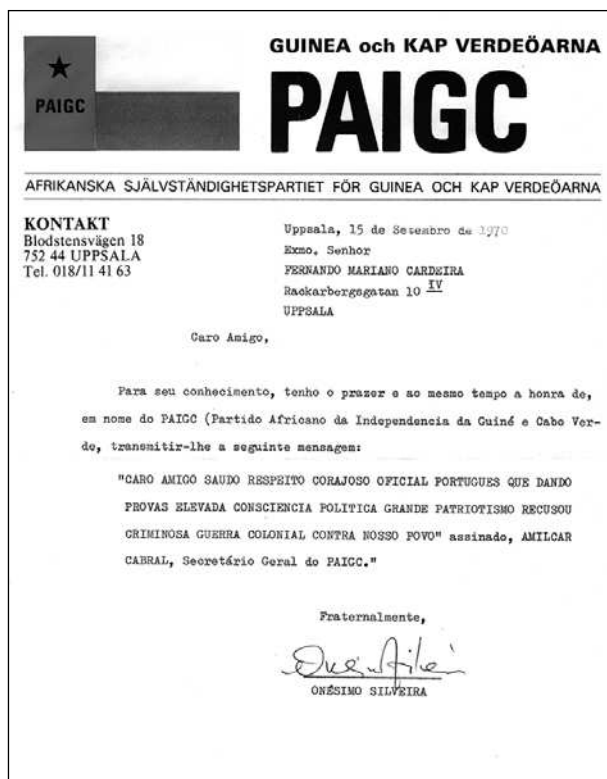 PAIGC
GUINEA och KAP VERDEÖARNA
PAIGC
AFRIKANSKA SJÄLVSTÄNDIGHETSPARTIET FÖR GUINEA OCH KAP VERDEÖARNA
KONTAKT
Blodstensvägen 18
752 44 UPPSALA
Tel. 018/11 41 63
Uppsala, 15 de Setembro de 1970
Exmo. Senhor
FERNANDO MARIANO CARDEIRA
Rackarbergsgatan 10 IV
UPPSALA
Caro Amigo,
Para seu conhecimento, tenho o prazer e ao mesmo tempo a honra de,
em nome do PAIGC (Partido Africano da Independencia da Guiné e Cabo Ver-
de, transmitir-lhe a seguinte mensagem:
"CARO AMIGO SAUDO RESPEITO CORAJOSO OFICIAL PORTUGUES QUE DANDO
PROVAS ELEVADA CONSCIENCIA POLITICA GRANDE PATRIOTISMO RECUSOU
CRIMINOSA GUERRA COLONIAL CONTRA NOSSO POVO" assinado, AMILCAR
CABRAL, Secretário Geral do PAIGC."
Fraternalmente,
ONÉSIMO SILVEIRA